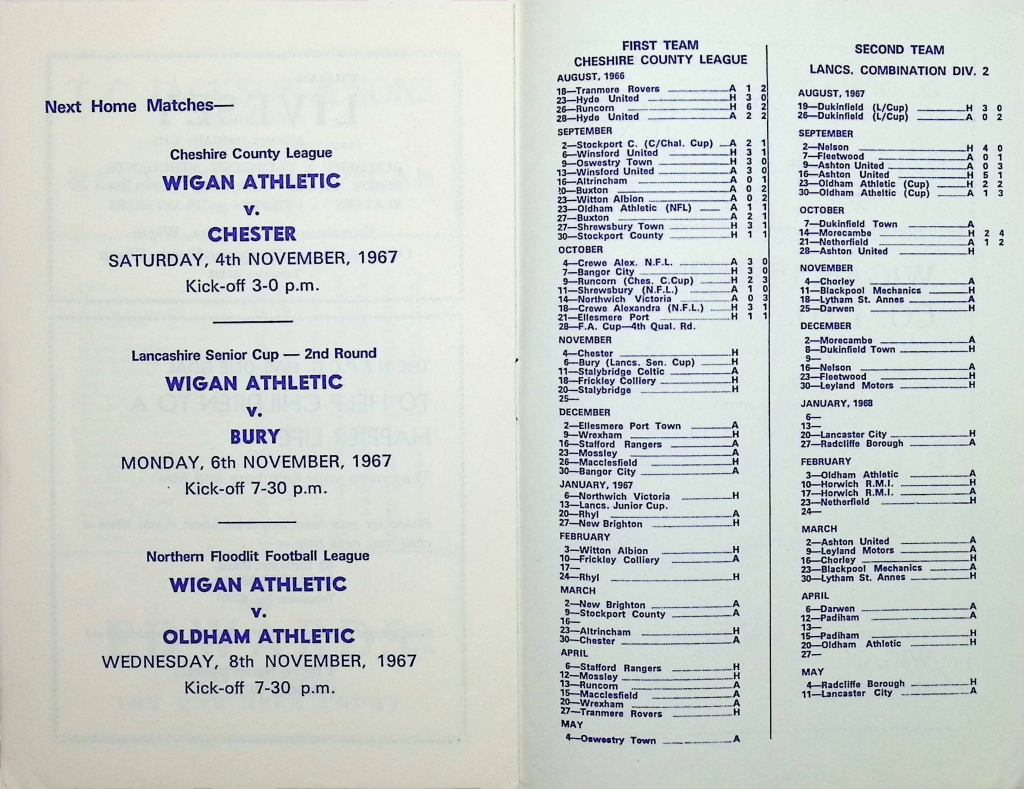 Next Home Matches—
Cheshire County League
WIGAN ATHLETIC
v.
CHESTER
SATURDAY, 4th NOVEMBER, 1967
Kick-off 3-0 p.m.
Lancashire Senior Cup — 2nd Round
WIGAN ATHLETIC
v.
BURY
MONDAY, 6th NOVEMBER, 1967
Kick-off 7-30 p.m.
Northern Floodlit Football League
WIGAN ATHLETIC
v.
OLDHAM ATHLETIC
WEDNESDAY, 8th NOVEMBER, 1967
Kick-off 7-30 p.m.
FIRST TEAM
CHESHIRE COUNTY LEAGUE
AUGUST, 1966
18—Tranmere Rovers A 1 2
23—Hyde United H 3 0
26—Runcorn H 6 2
28—Hyde United A 2 2
SEPTEMBER
2—Stockport C. (C/Chal. Cup) A 2 1
6—Winsford United H 3 1
9—Oswestry Town H 3 0
13—Winsford United A 3 0
16—Altrincham A 0 1
10—Buxton A 0 2
23—Witton Albion A 0 2
23—Oldham Athletic (NFL) A 1 1
27—Buxton A 2 1
27—Shrewsbury Town H 3 1
30—Stockport County H 1 1
OCTOBER
4—Crewe Alex. N.F.L. A 3 0
7—Bangor City H 3 0
9—Runcorn (Ches. C.Cup) H 2 3
11—Shrewsbury (N.F.L.) A 1 0
14—Northwich Victoria A 0 3
18—Crewe Alexandra (N.F.L.) H 3 1
21—Ellesmere Port H 1 1
28—F.A. Cup—4th Qual. Rd.
NOVEMBER
4—Chester H
6—Bury (Lancs. Sen. Cup) H
11—Stalybridge Celtic A
18—Frickley Colliery H
20—Stalybridge H
25—
DECEMBER
2—Ellesmere Port Town A
9—Wrexham H
16—Stafford Rangers A
23—Mossley A
26—Macclesfield H
30—Bangor City A
JANUARY, 1967
6—Northwich Victoria H
13—Lancs. Junior Cup.
20—Rhyl A
27—New Brighton H
FEBRUARY
3—Witton Albion H
10—Frickley Colliery A
17—
24—Rhyl H
MARCH
2—New Brighton A
9—Stockport County A
16—
23—Altrincham H
30—Chester A
APRIL
6—Stafford Rangers H
12—Mossley H
13—Runcorn A
15—Macclesfield A
20—Wrexham A
27—Tranmere Rovers H
MAY
4—Oswestry Town A
SECOND TEAM
LANCS. COMBINATION DIV. 2
AUGUST, 1967
19—Dukinfield (L/Cup) H 3 0
26—Dukinfield (L/Cup) A 0 2
SEPTEMBER
2—Nelson H 4 0
7—Fleetwood A 0 1
9—Ashton United A 0 3
16—Ashton United H 5 1
23—Oldham Athletic (Cup) H 2 2
30—Oldham Atheltic (Cup) A 1 3
OCTOBER
7—Dukinfield Town A
14—Morecambe H 2 4
21—Netherfield A 1 2
28—Ashton United H
NOVEMBER
4—Chorley A
11—Blackpool Mechanics H
18—Lytham St. Annes A
25—Darwen H
DECEMBER
2—Morecambe A
8—Dukinfield Town H
9—
16—Nelson A
23—Fleetwood H
30—Leyland Motors H
JANUARY, 1968
6—
13—
20—Lancaster City H
27—Radcliffe Borough A
FEBRUARY
3—Oldham Athletic A
10—Horwich R.M.I. H
17—Horwich R.M.I. A
23—Netherfield H
24—
MARCH
2—Ashton United A
9—Leyland Motors A
16—Chorley H
23—Blackpool Mechanics A
30—Lytham St. Annes H
APRIL
6—Darwen A
12—Padiham A
13—
15—Padiham H
20—Oldham Athletic H
27—
MAY
4—Radcliffe Borough H
11—Lancaster City A